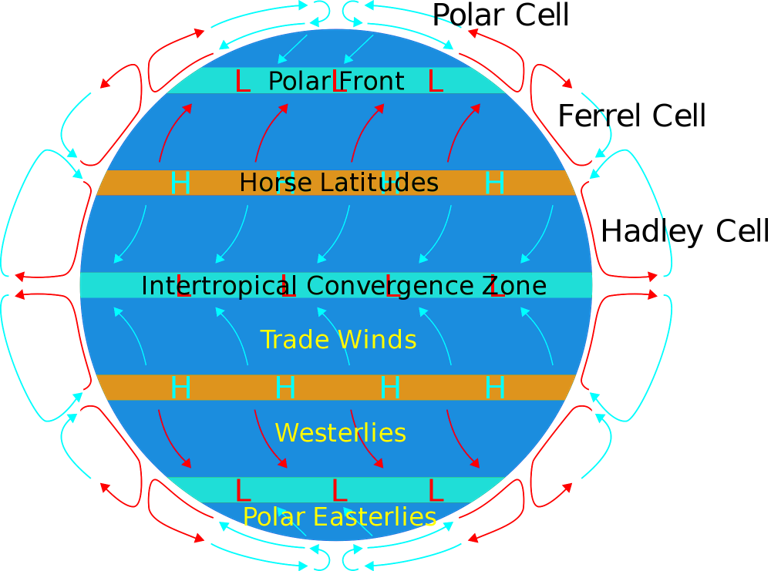 Polar Cell
L Polar Front L L
Ferrel Cell
H Horse Latitudes H H H
Hadley Cell
Intertropical Convergence Zone L L L L
Trade Winds
H H H H
Westerlies
L L L
Polar Easterlies